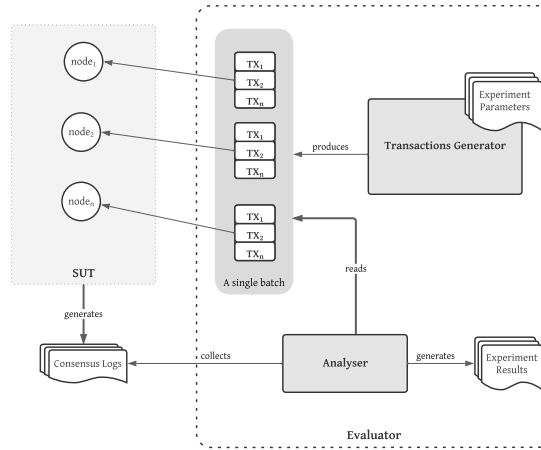 node₁
TX₁
TX₂
TXₙ
Experiment
Parameters
node₂
TX₁
TX₂
TXₙ
produces
Transactions Generator
nodeₙ
TX₁
TX₂
TXₙ
SUT
A single batch
reads
generates
Consensus Logs
collects
Analyser
generates
Experiment
Results
Evaluator